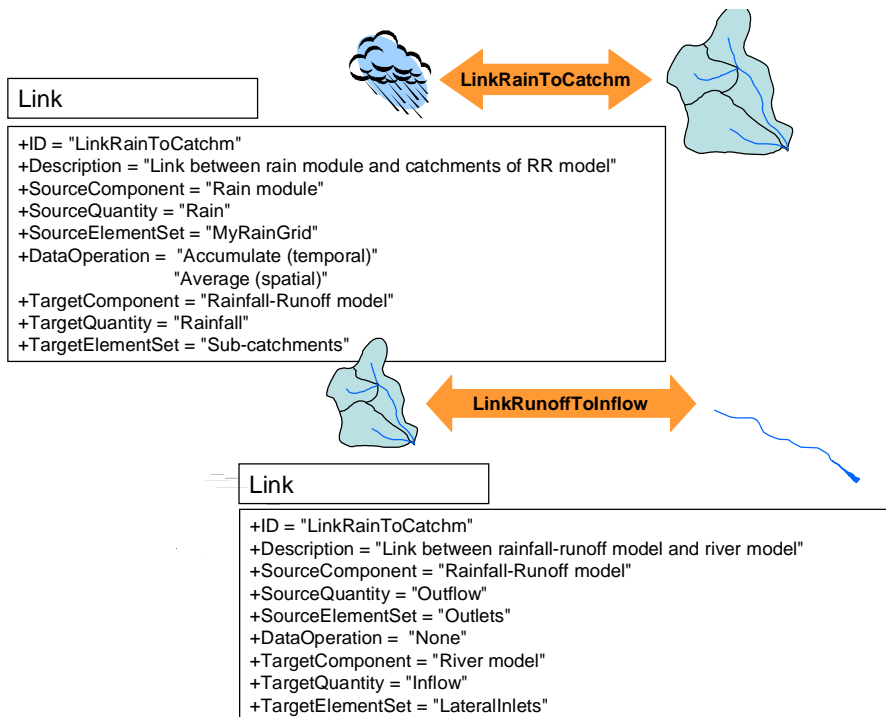 LinkRainToCatchm
Link
+ID = "LinkRainToCatchm"
+Description = "Link between rain module and catchments of RR model"
+SourceComponent = "Rain module"
+SourceQuantity = "Rain"
+SourceElementSet = "MyRainGrid"
+DataOperation = "Accumulate (temporal)"
"Average (spatial)"
+TargetComponent = "Rainfall-Runoff model"
+TargetQuantity = "Rainfall"
+TargetElementSet = "Sub-catchments"
LinkRunoffToInflow
Link
+ID = "LinkRainToCatchm"
+Description = "Link between rainfall-runoff model and river model"
+SourceComponent = "Rainfall-Runoff model"
+SourceQuantity = "Outflow"
+SourceElementSet = "Outlets"
+DataOperation = "None"
+TargetComponent = "River model"
+TargetQuantity = "Inflow"
+TargetElementSet = "LateralInlets"